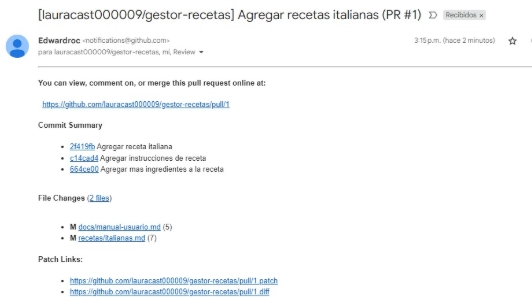 [lauracast000009/gestor-recetas] Agregar recetas italianas (PR #1) Recibidos ×
Edwardroc <notifications@github.com> 3:15 p.m. (hace 2 minutos)
para lauracast000009/gestor-recetas, mí, Review
You can view, comment on, or merge this pull request online at:
https://github.com/lauracast000009/gestor-recetas/pull/1
Commit Summary
• 2f419fb Agregar receta italiana
• c14cad4 Agregar instrucciones de receta
• 664ce00 Agregar mas ingredientes a la receta
File Changes (2 files)
• M docs/manual-usuario.md (5)
• M recetas/italianas.md (7)
Patch Links:
• https://github.com/lauracast000009/gestor-recetas/pull/1.patch
• https://github.com/lauracast000009/gestor-recetas/pull/1.diff